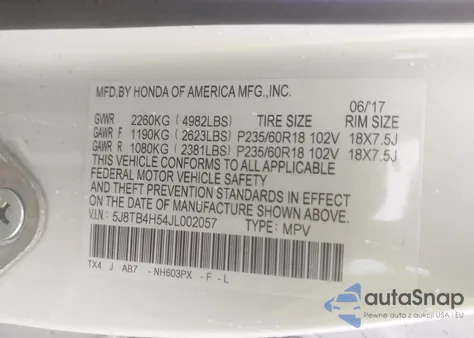 MFD.BY HONDA OF AMERICA MFG.,INC.
06/'17
GVWR 2260KG ( 4982LBS) TIRE SIZE RIM SIZE
GAWR F 1190KG ( 2623LBS) P235/60R18 102V 18X7.5J
GAWR R 1080KG ( 2381LBS) P235/60R18 102V 18X7.5J
THIS VEHICLE CONFORMS TO ALL APPLICABLE
FEDERAL MOTOR VEHICLE SAFETY
AND THEFT PREVENTION STANDARDS IN EFFECT
ON THE DATE OF MANUFACTURE SHOWN ABOVE.
V.I.N: 5J8TB4H54JL002057 TYPE: MPV
TX4 J AB7 -NH603PX -F -L
autoSnap
Pewne auta z aukcji USA i EU